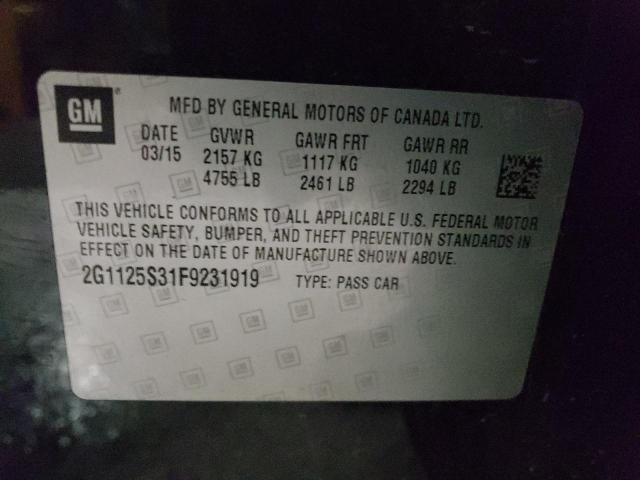 GM
MFD BY GENERAL MOTORS OF CANADA LTD.
DATE GVWR GAWR FRT GAWR RR
03/15 2157 KG 1117 KG 1040 KG
4755 LB 2461 LB 2294 LB
THIS VEHICLE CONFORMS TO ALL APPLICABLE U.S. FEDERAL MOTOR
VEHICLE SAFETY, BUMPER, AND THEFT PREVENTION STANDARDS IN
EFFECT ON THE DATE OF MANUFACTURE SHOWN ABOVE.
2G1125S31F9231919 TYPE: PASS CAR